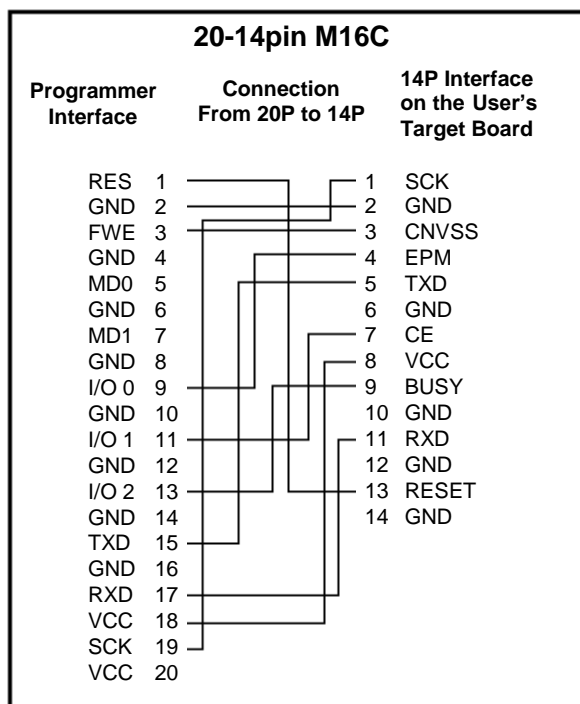 20-14pin M16C
Programmer
Interface
Connection
From 20P to 14P
14P Interface
on the User's
Target Board
RES 1
GND 2
FWE 3
GND 4
MD0 5
GND 6
MD1 7
GND 8
I/O 0 9
GND 10
I/O 1 11
GND 12
I/O 2 13
GND 14
TXD 15
GND 16
RXD 17
VCC 18
SCK 19
VCC 20
1 SCK
2 GND
3 CNVSS
4 EPM
5 TXD
6 GND
7 CE
8 VCC
9 BUSY
10 GND
11 RXD
12 GND
13 RESET
14 GND